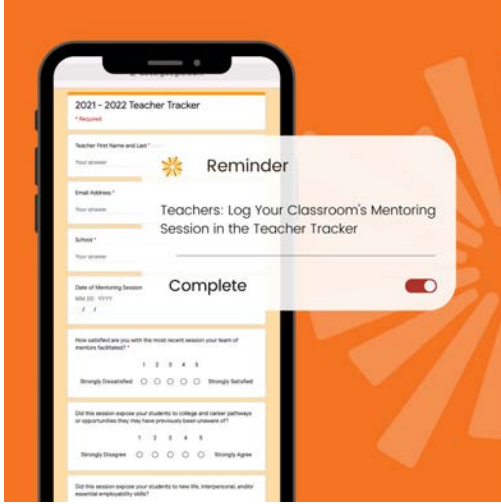 2021 - 2022 Teacher Tracker
* Required
Teacher First Name and Last *
Your answer
Reminder
Email Address *
Your answer
Teachers: Log Your Classroom's Mentoring
Session in the Teacher Tracker
School *
Your answer
Complete
Date of Mentoring Session
MM DD YYYY
/ /
How satisfied are you with the most recent session your team of
mentors facilitated? *
1 2 3 4 5
Strongly Dissatisfied Strongly Satisfied
Did this session expose your students to college and career pathways
or opportunities they may have previously been unaware of?
1 2 3 4 5
Strongly Disagree Strongly Agree
Did this session expose your students to new life, interpersonal, and/or
essential employability skills?